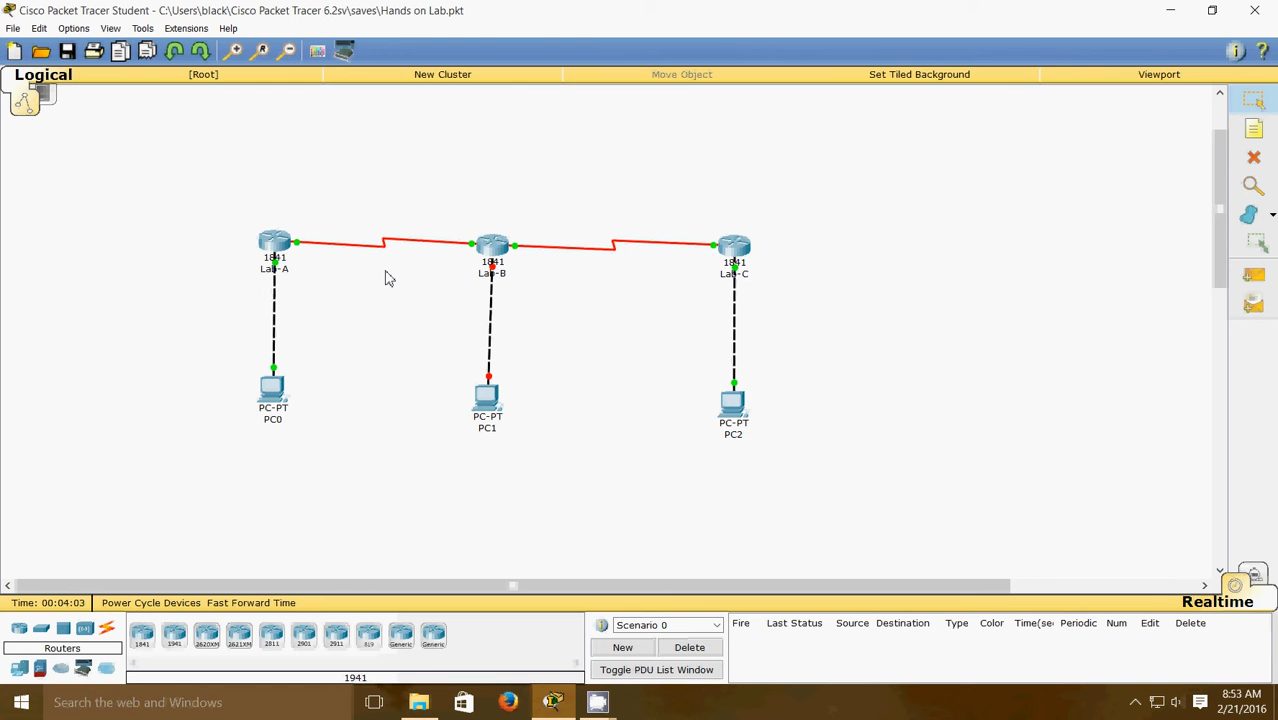 Cisco Packet Tracer Student - C:\Users\black\Cisco Packet Tracer 6.2sv\saves\Hands on Lab.pkt
File Edit Options View Tools Extensions Help
Logical [Root] New Cluster Move Object Set Tiled Background Viewport
1841
Lab-A
1841
Lab-B
1841
Lab-C
PC-PT
PC0
PC-PT
PC1
PC-PT
PC2
Time: 00:04:03 Power Cycle Devices Fast Forward Time Realtime
Routers
1841 1941 2620XM 2621XM 2811 2901 2911 819 Generic Generic
1941
Scenario 0
New Delete
Toggle PDU List Window
Fire Last Status Source Destination Type Color Time(sec Periodic Num Edit Delete
Search the web and Windows
8:53 AM
2/21/2016